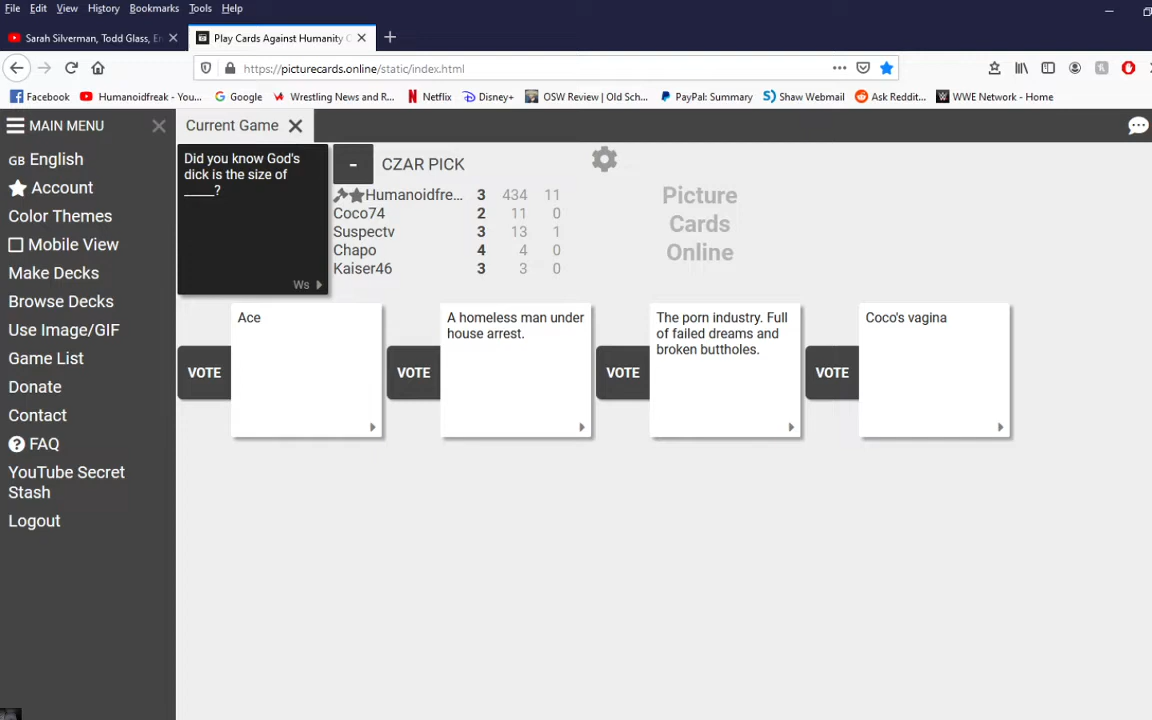 File Edit View History Bookmarks Tools Help
Sarah Silverman, Todd Glass, Er
Play Cards Against Humanity O
https://picturecards.online/static/index.html
Facebook Humanoidfreak - You... Google Wrestling News and R... Netflix Disney+ OSW Review | Old Sch... PayPal: Summary Shaw Webmail Ask Reddit... WWE Network - Home
MAIN MENU
Current Game
GB English
Account
Color Themes
Mobile View
Make Decks
Browse Decks
Use Image/GIF
Game List
Donate
Contact
FAQ
YouTube Secret
Stash
Logout
Did you know God's
dick is the size of
_____?
Ws
-
CZAR PICK
Humanoidfre... 3 434 11
Coco74 2 11 0
Suspectv 3 13 1
Chapo 4 4 0
Kaiser46 3 3 0
Picture
Cards
Online
VOTE
Ace
VOTE
A homeless man under
house arrest.
VOTE
The porn industry. Full
of failed dreams and
broken buttholes.
VOTE
Coco's vagina